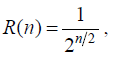 R(n) = 1 / 2^{n/2} ,